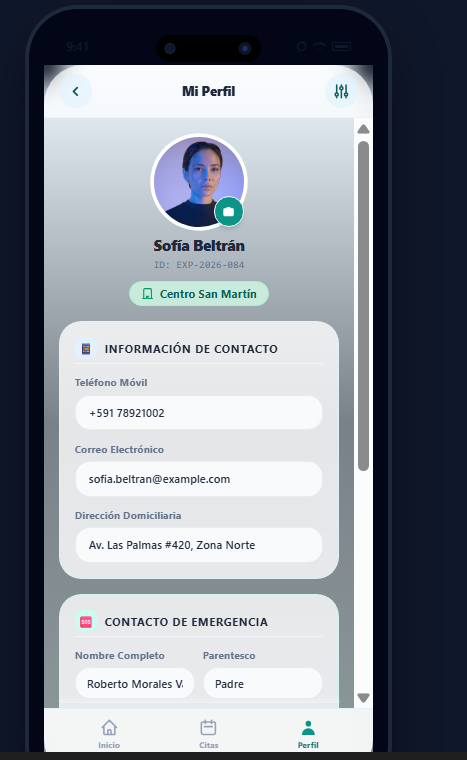 9:41
Mi Perfil
Sofía Beltrán
ID: EXP-2026-084
Centro San Martín
INFORMACIÓN DE CONTACTO
Teléfono Móvil
+591 78921002
Correo Electrónico
sofia.beltran@example.com
Dirección Domiciliaria
Av. Las Palmas #420, Zona Norte
SOS CONTACTO DE EMERGENCIA
Nombre Completo Parentesco
Roberto Morales V Padre
Inicio Citas Perfil